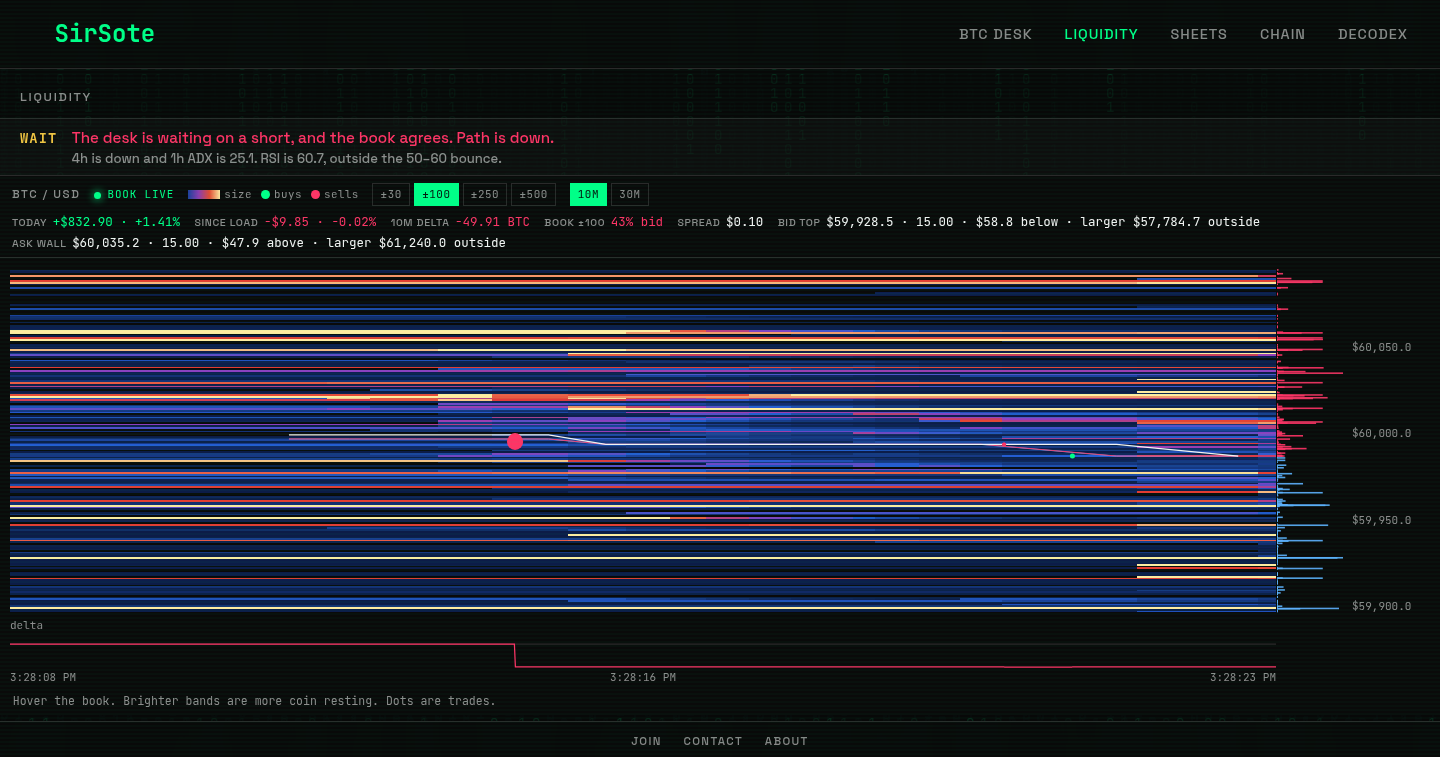 SirSote
BTC DESK LIQUIDITY SHEETS CHAIN DECODEX
LIQUIDITY
WAIT The desk is waiting on a short, and the book agrees. Path is down.
4h is down and 1h ADX is 25.1. RSI is 60.7, outside the 50–60 bounce.
BTC / USD BOOK LIVE size buys sells ±30 ±100 ±250 ±500 10M 30M
TODAY +$832.90 · +1.41% SINCE LOAD -$9.85 · -0.02% 10M DELTA -49.91 BTC BOOK ±100 43% bid SPREAD $0.10 BID TOP $59,928.5 · 15.00 · $58.8 below · larger $57,784.7 outside
ASK WALL $60,035.2 · 15.00 · $47.9 above · larger $61,240.0 outside
$60,050.0
$60,000.0
$59,950.0
$59,900.0
delta
3:28:08 PM 3:28:16 PM 3:28:23 PM
Hover the book. Brighter bands are more coin resting. Dots are trades.
JOIN CONTACT ABOUT